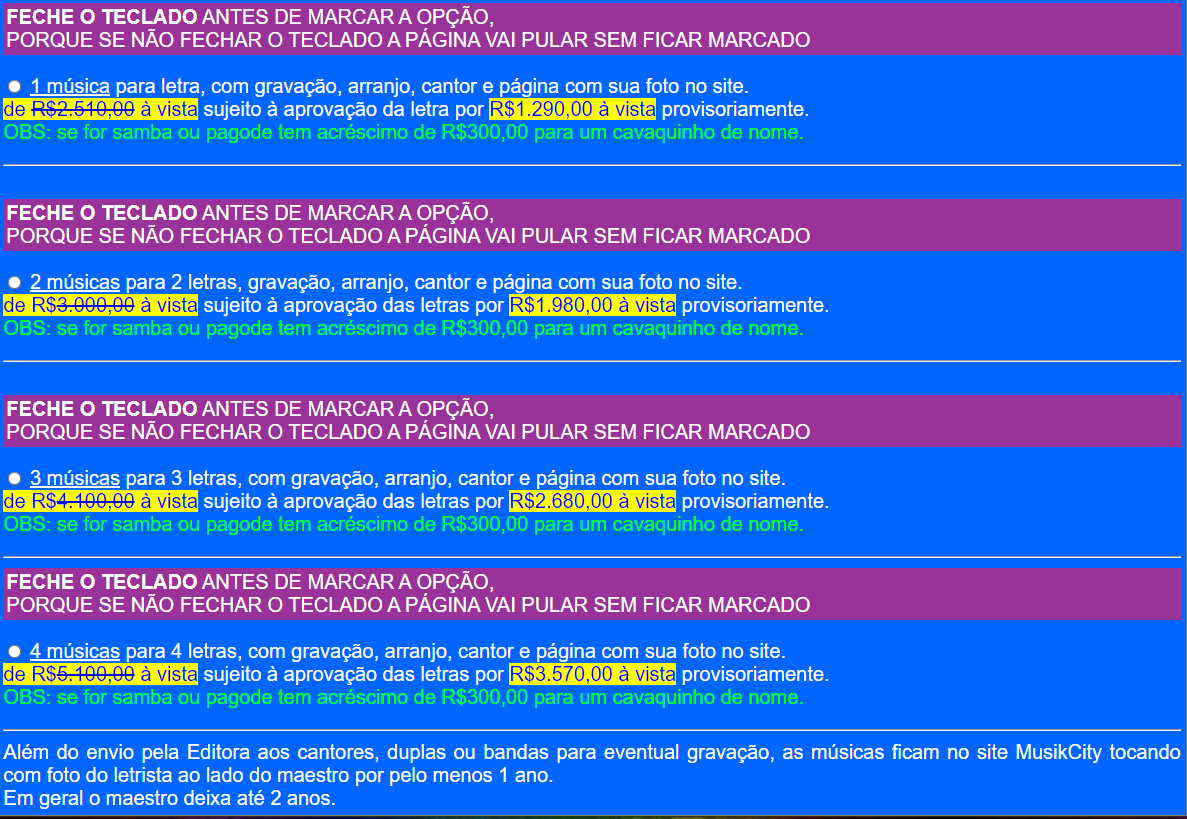 FECHE O TECLADO ANTES DE MARCAR A OPÇÃO,
PORQUE SE NÃO FECHAR O TECLADO A PÁGINA VAI PULAR SEM FICAR MARCADO
1 música para letra, com gravação, arranjo, cantor e página com sua foto no site.
de R$2.510,00 à vista sujeito à aprovação da letra por R$1.290,00 à vista provisoriamente.
OBS: se for samba ou pagode tem acréscimo de R$300,00 para um cavaquinho de nome.
FECHE O TECLADO ANTES DE MARCAR A OPÇÃO,
PORQUE SE NÃO FECHAR O TECLADO A PÁGINA VAI PULAR SEM FICAR MARCADO
2 músicas para 2 letras, gravação, arranjo, cantor e página com sua foto no site.
de R$3.000,00 à vista sujeito à aprovação das letras por R$1.980,00 à vista provisoriamente.
OBS: se for samba ou pagode tem acréscimo de R$300,00 para um cavaquinho de nome.
FECHE O TECLADO ANTES DE MARCAR A OPÇÃO,
PORQUE SE NÃO FECHAR O TECLADO A PÁGINA VAI PULAR SEM FICAR MARCADO
3 músicas para 3 letras, com gravação, arranjo, cantor e página com sua foto no site.
de R$4.100,00 à vista sujeito à aprovação das letras por R$2.680,00 à vista provisoriamente.
OBS: se for samba ou pagode tem acréscimo de R$300,00 para um cavaquinho de nome.
FECHE O TECLADO ANTES DE MARCAR A OPÇÃO,
PORQUE SE NÃO FECHAR O TECLADO A PÁGINA VAI PULAR SEM FICAR MARCADO
4 músicas para 4 letras, com gravação, arranjo, cantor e página com sua foto no site.
de R$5.100,00 à vista sujeito à aprovação das letras por R$3.570,00 à vista provisoriamente.
OBS: se for samba ou pagode tem acréscimo de R$300,00 para um cavaquinho de nome.
Além do envio pela Editora aos cantores, duplas ou bandas para eventual gravação, as músicas ficam no site MusikCity tocando
com foto do letrista ao lado do maestro por pelo menos 1 ano.
Em geral o maestro deixa até 2 anos.